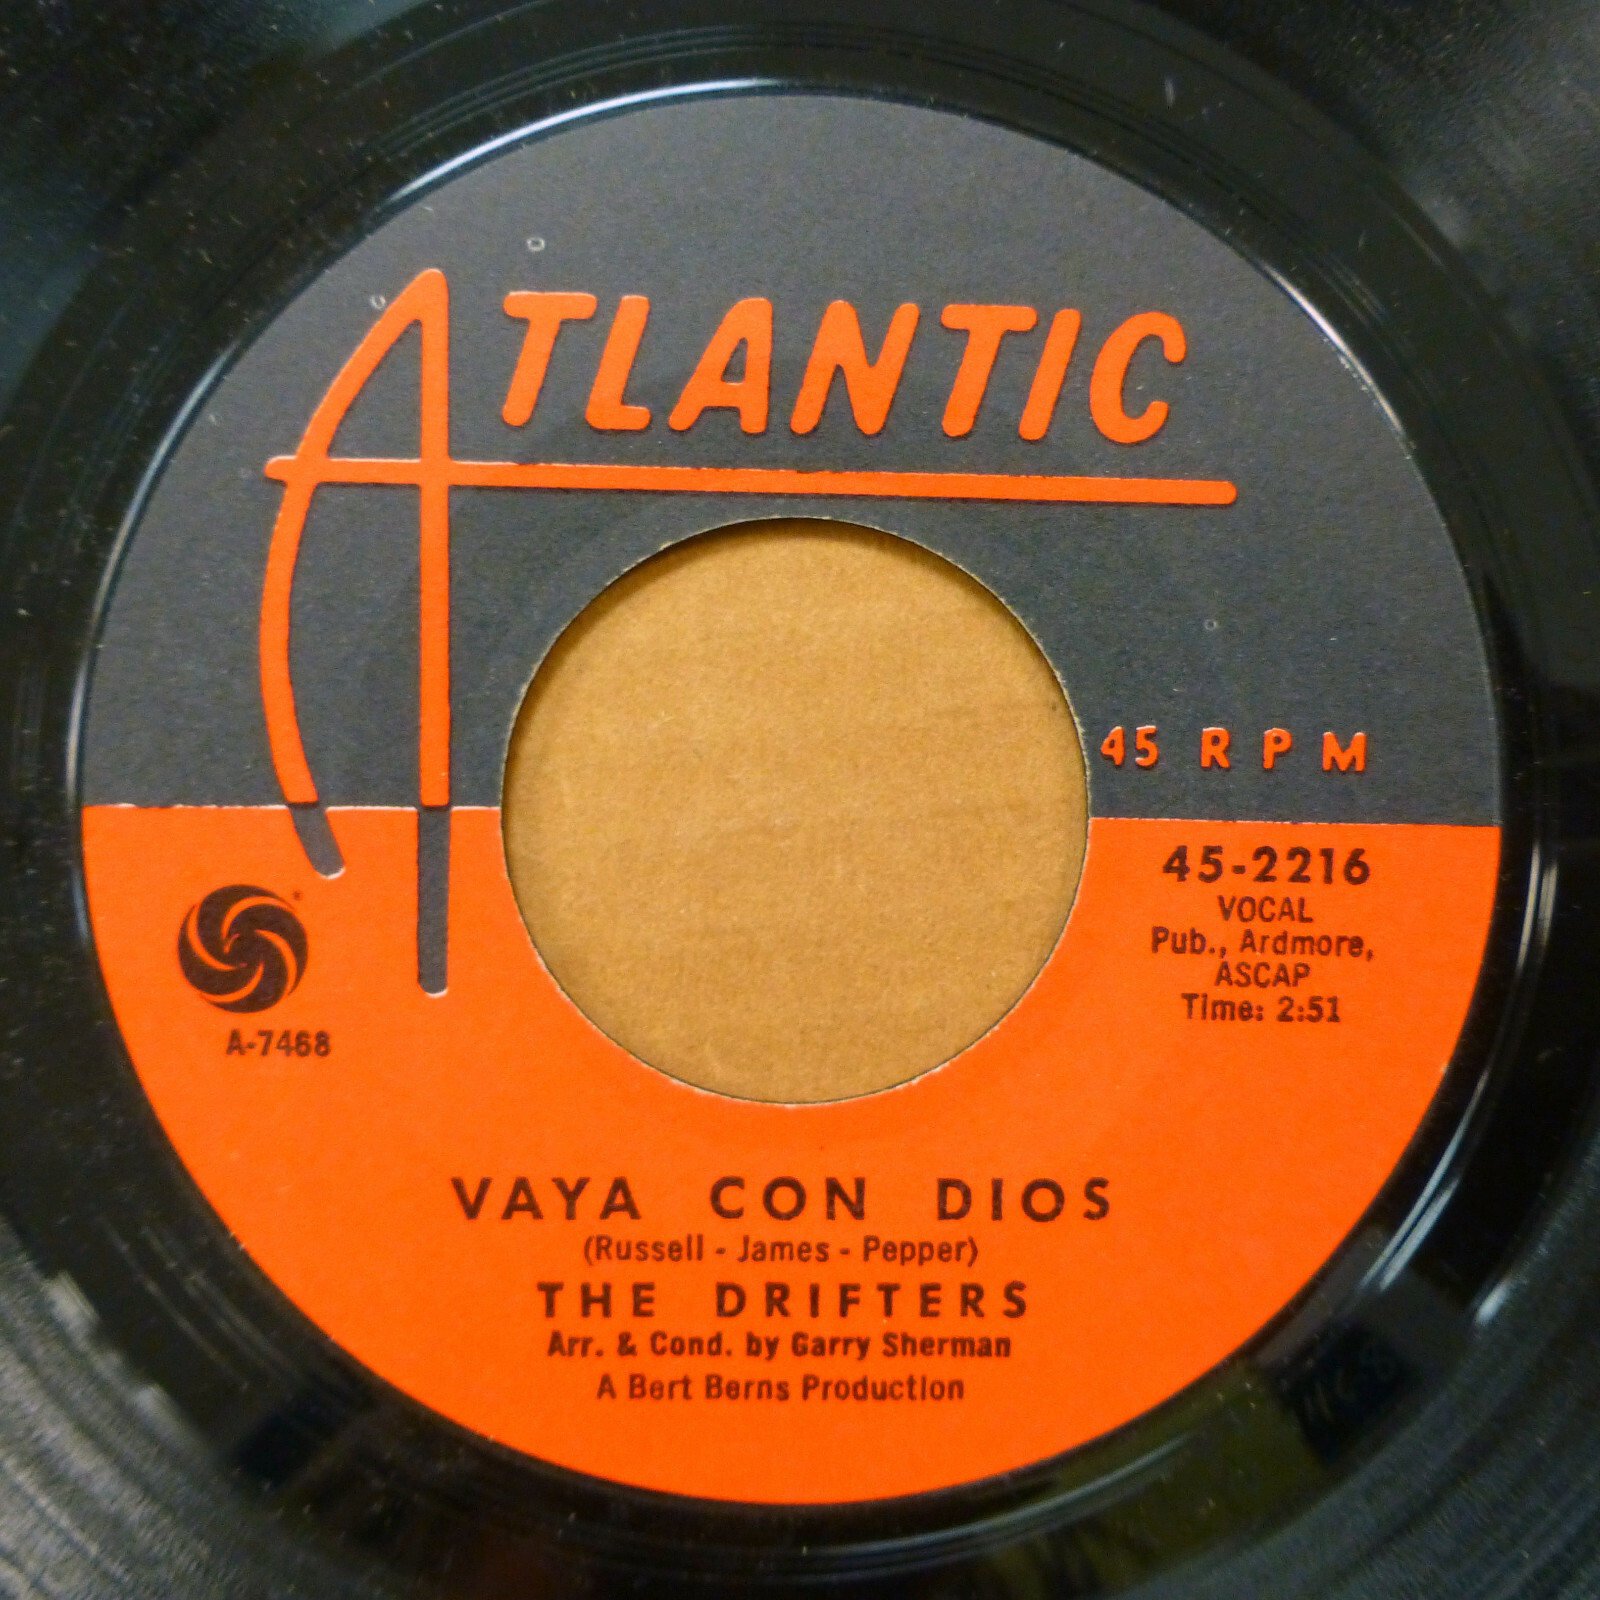 ATLANTIC
45 RPM
45-2216
VOCAL
Pub., Ardmore,
ASCAP
Time: 2:51
A-7468
VAYA CON DIOS
(Russell - James - Pepper)
THE DRIFTERS
Arr. & Cond. by Garry Sherman
A Bert Berns Production